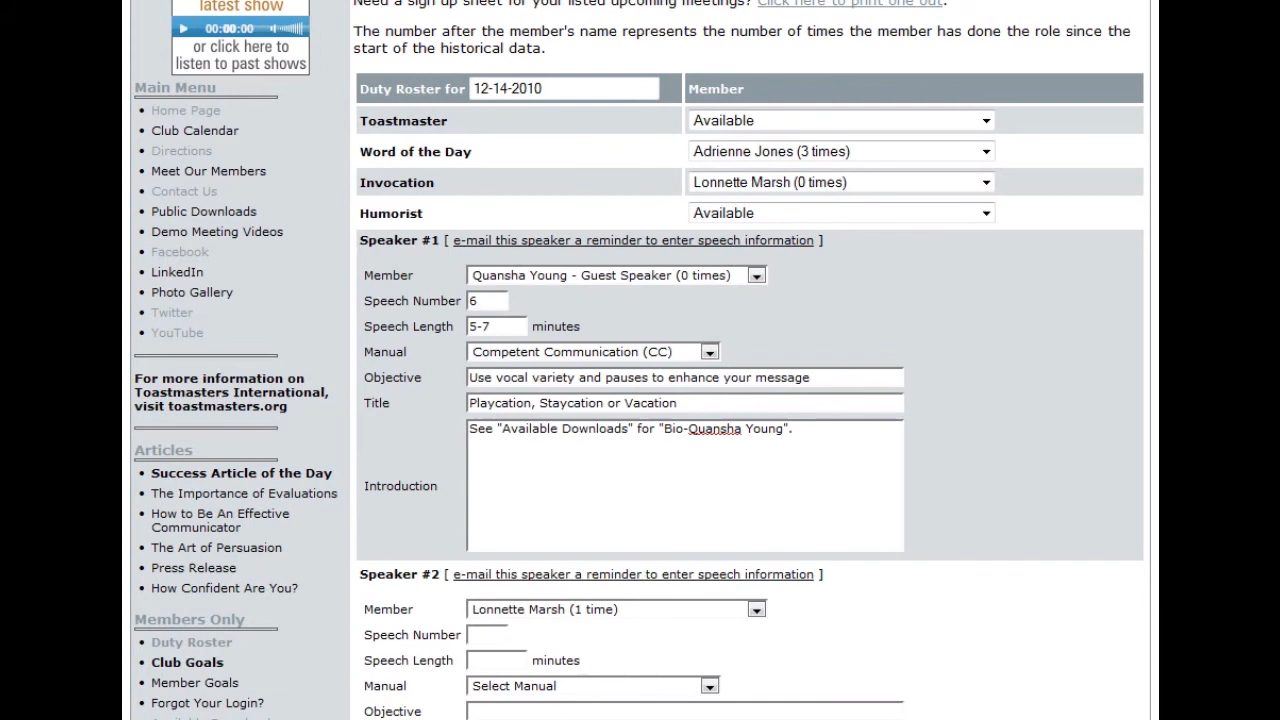 latest show
00:00:00
or click here to
listen to past shows
Main Menu
Home Page
Club Calendar
Directions
Meet Our Members
Contact Us
Public Downloads
Demo Meeting Videos
Facebook
LinkedIn
Photo Gallery
Twitter
YouTube
For more information on
Toastmasters International,
visit toastmasters.org
Articles
Success Article of the Day
The Importance of Evaluations
How to Be An Effective
Communicator
The Art of Persuasion
Press Release
How Confident Are You?
Members Only
Duty Roster
Club Goals
Member Goals
Forgot Your Login?
Need a sign up sheet for your listed upcoming meetings? Click here to print one out.
The number after the member's name represents the number of times the member has done the role since the
start of the historical data.
Duty Roster for 12-14-2010 Member
Toastmaster Available
Word of the Day Adrienne Jones (3 times)
Invocation Lonnette Marsh (0 times)
Humorist Available
Speaker #1 [ e-mail this speaker a reminder to enter speech information ]
Member Quansha Young - Guest Speaker (0 times)
Speech Number 6
Speech Length 5-7 minutes
Manual Competent Communication (CC)
Objective Use vocal variety and pauses to enhance your message
Title Playcation, Staycation or Vacation
See "Available Downloads" for "Bio-Quansha Young".
Introduction
Speaker #2 [ e-mail this speaker a reminder to enter speech information ]
Member Lonnette Marsh (1 time)
Speech Number
Speech Length minutes
Manual Select Manual
Objective